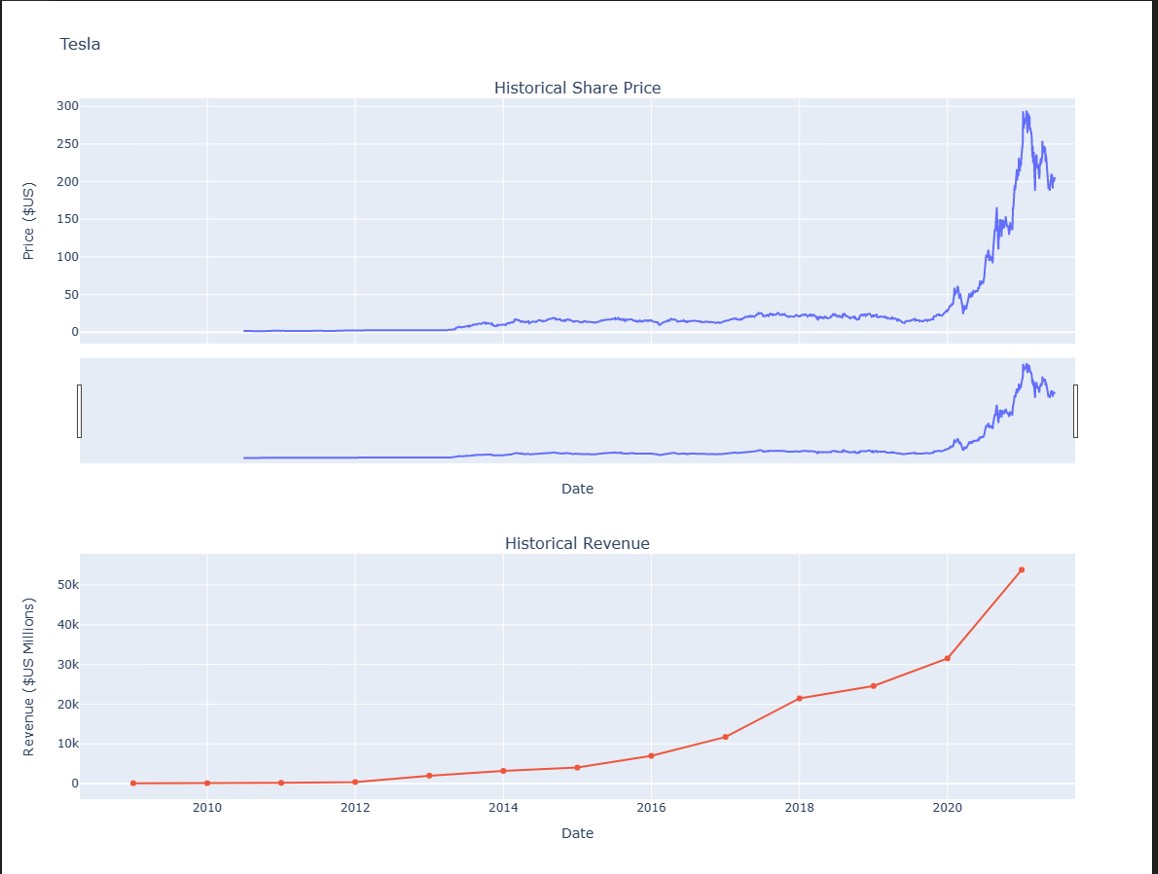 Tesla
Historical Share Price
Price ($US)
300
250
200
150
100
50
0
Date
Historical Revenue
Revenue ($US Millions)
50k
40k
30k
20k
10k
0
2010 2012 2014 2016 2018 2020
Date